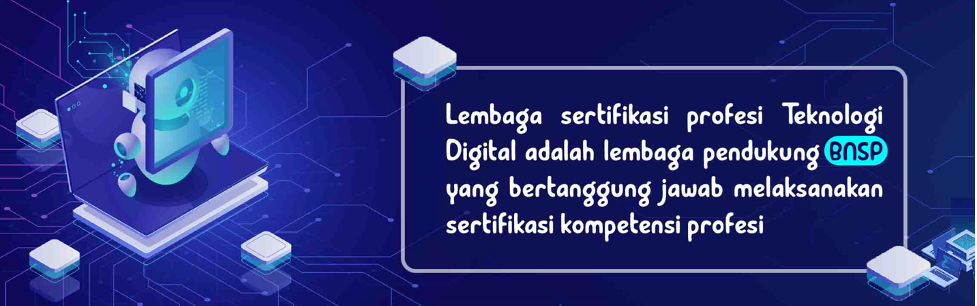 Lembaga sertifikasi profesi Teknologi
Digital adalah lembaga pendukung BNSP
yang bertanggung jawab melaksanakan
sertifikasi kompetensi profesi